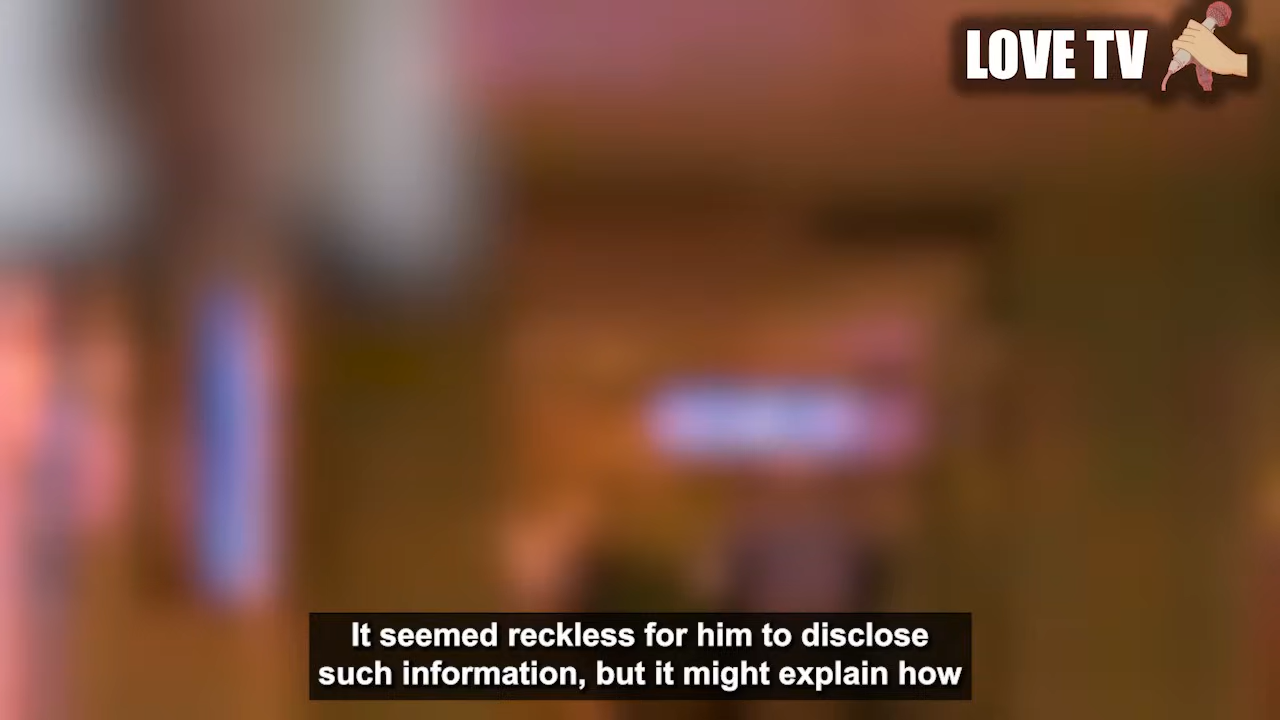 LOVE TV
It seemed reckless for him to disclose
such information, but it might explain how